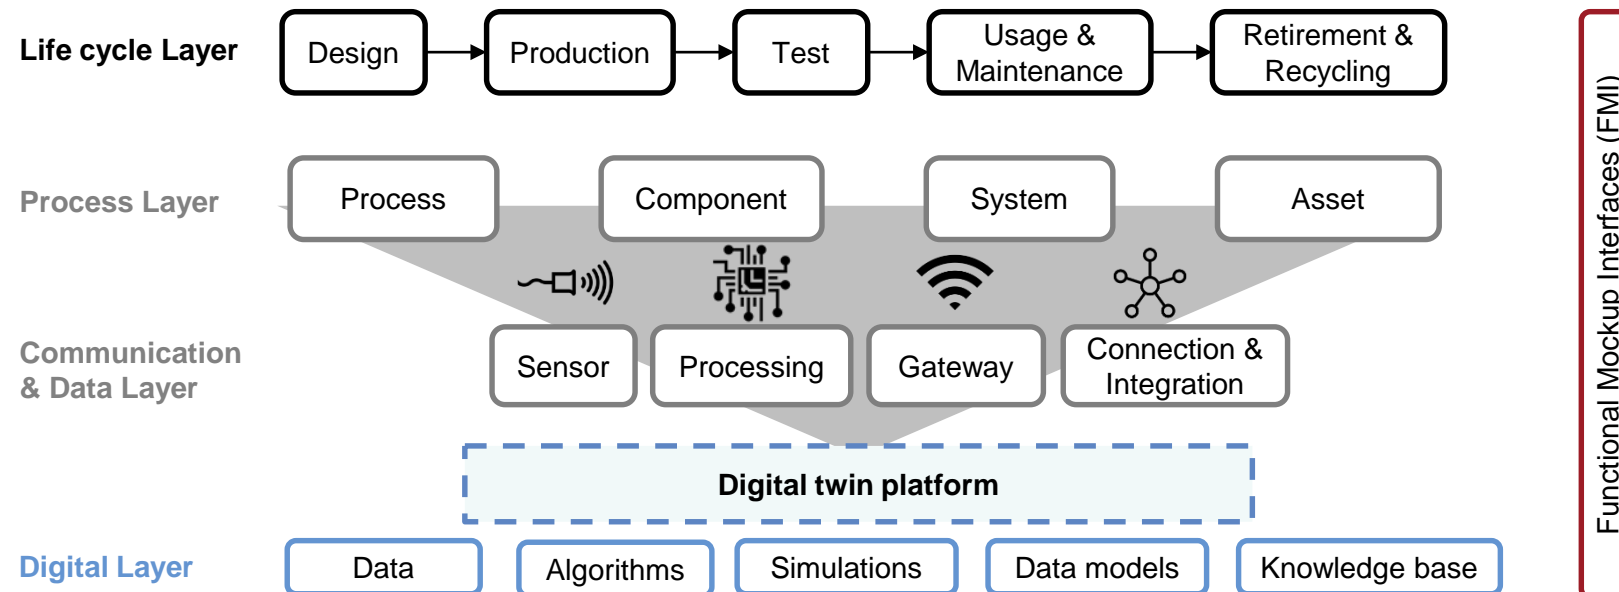 Life cycle Layer
Design
Production
Test
Usage &
Maintenance
Retirement &
Recycling
Process Layer
Process
Component
System
Asset
Communication
& Data Layer
Sensor
Processing
Gateway
Connection &
Integration
Digital twin platform
Digital Layer
Data
Algorithms
Simulations
Data models
Knowledge base
Functional Mockup Interfaces (FMI)